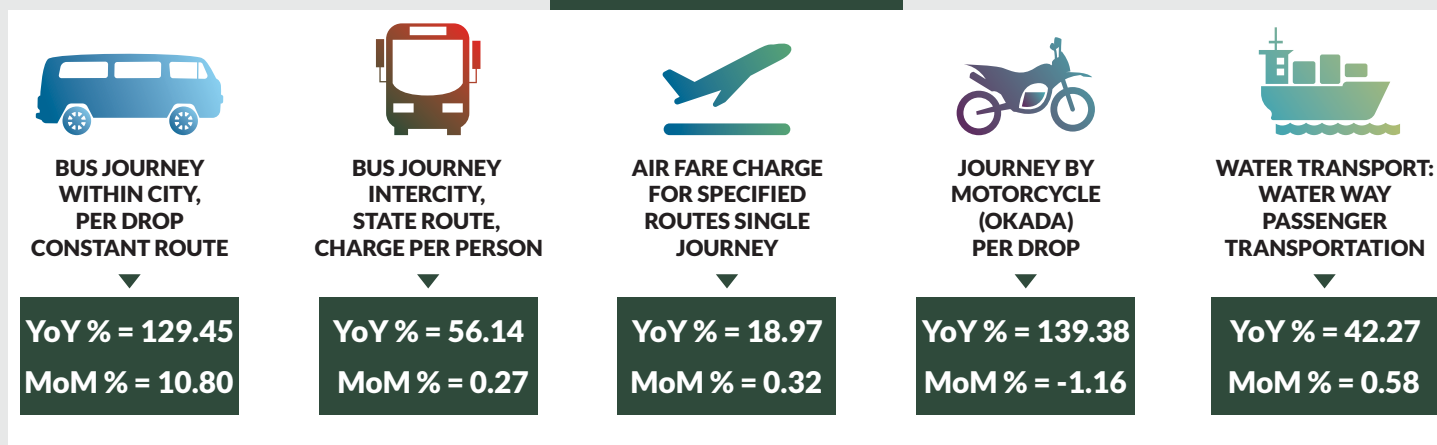 BUS JOURNEY
WITHIN CITY,
PER DROP
CONSTANT ROUTE
YoY % = 129.45
MoM % = 10.80
BUS JOURNEY
INTERCITY,
STATE ROUTE,
CHARGE PER PERSON
YoY % = 56.14
MoM % = 0.27
AIR FARE CHARGE
FOR SPECIFIED
ROUTES SINGLE
JOURNEY
YoY % = 18.97
MoM % = 0.32
JOURNEY BY
MOTORCYCLE
(OKADA)
PER DROP
YoY % = 139.38
MoM % = -1.16
WATER TRANSPORT:
WATER WAY
PASSENGER
TRANSPORTATION
YoY % = 42.27
MoM % = 0.58